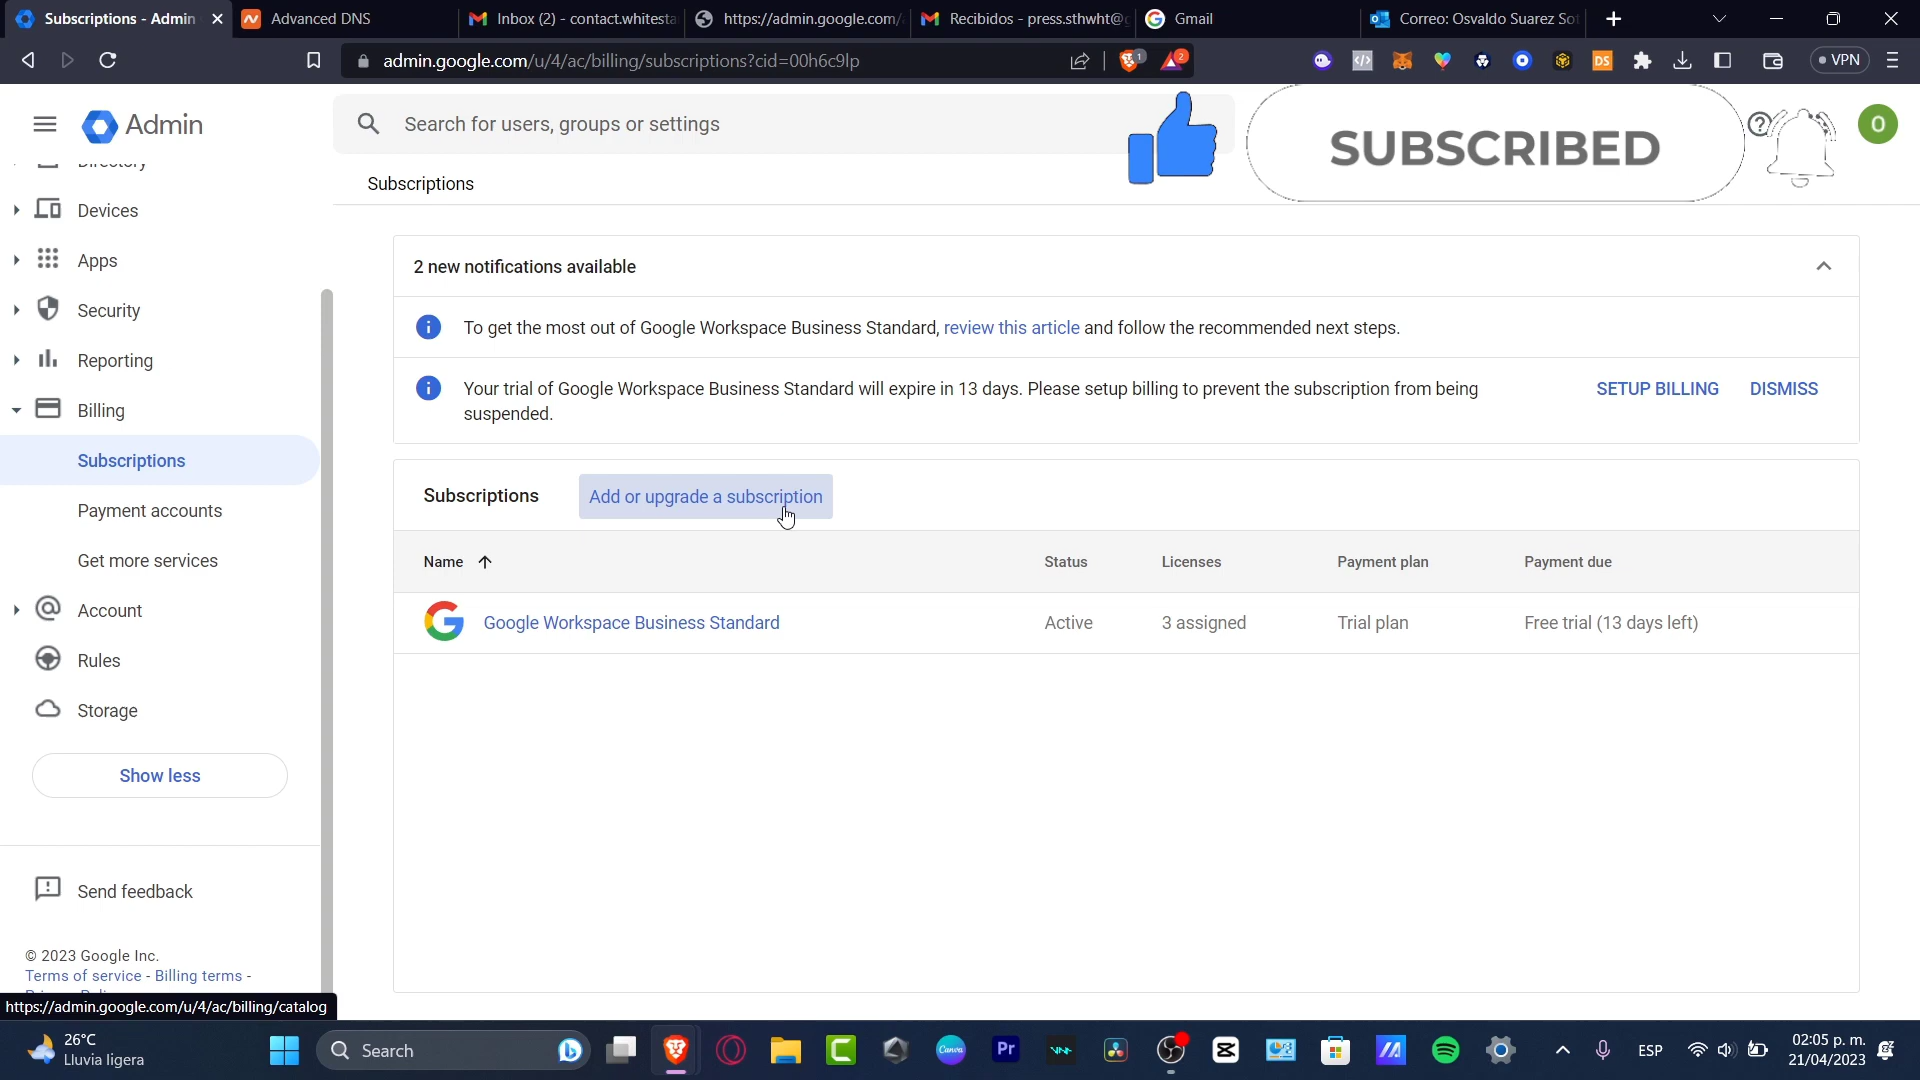 Subscriptions - Admin
Advanced DNS
Inbox (2) - contact.whitesta
https://admin.google.com/
Recibidos - press.sthwht@
Gmail
Correo: Osvaldo Suarez Sot
admin.google.com/u/4/ac/billing/subscriptions?cid=00h6c9lp
1
2
DS
VPN
Admin
Search for users, groups or settings
SUBSCRIBED
O
Subscriptions
Directory
Devices
Apps
Security
Reporting
Billing
Subscriptions
Payment accounts
Get more services
Account
Rules
Storage
Show less
Send feedback
© 2023 Google Inc.
Terms of service - Billing terms -
https://admin.google.com/u/4/ac/billing/catalog
2 new notifications available
To get the most out of Google Workspace Business Standard, review this article and follow the recommended next steps.
Your trial of Google Workspace Business Standard will expire in 13 days. Please setup billing to prevent the subscription from being
suspended.
SETUP BILLING DISMISS
Subscriptions Add or upgrade a subscription
Name Status Licenses Payment plan Payment due
Google Workspace Business Standard Active 3 assigned Trial plan Free trial (13 days left)
26°C
Lluvia ligera
Search
Canva
Pr
ESP
02:05 p. m.
21/04/2023